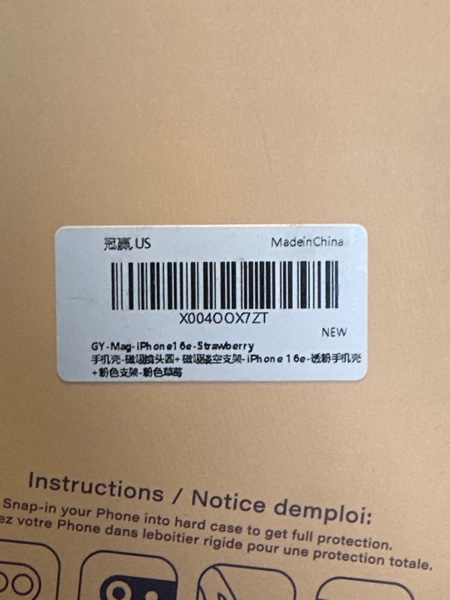 冠赢.US MadeinChina
X004OOX7ZT
NEW
GY-Mag-iPhone16e-Strawberry
手机壳-磁吸镜头圆+磁吸镂空支架-iPhone 16e-透粉手机壳
+粉色支架-粉色草莓
Instructions / Notice demploi:
Snap-in your Phone into hard case to get full protection.
ez votre Phone dans leboitier rigide pour une protection totale.